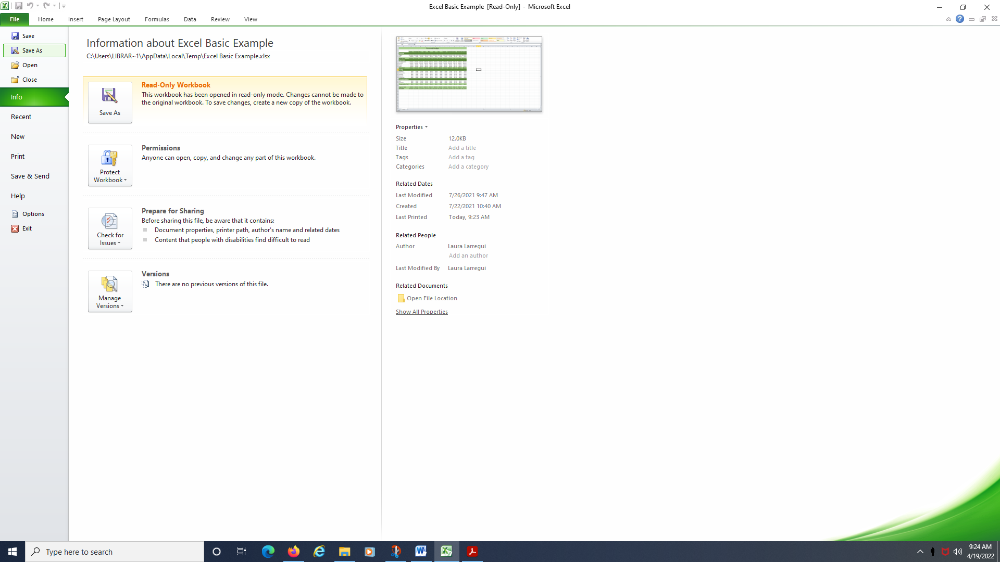 Excel Basic Example [Read-Only] - Microsoft Excel
File Home Insert Page Layout Formulas Data Review View
Save
Save As
Open
Close
Info
Recent
New
Print
Save & Send
Help
Options
Exit
Information about Excel Basic Example
C:\Users\LIBRAR~1\AppData\Local\Temp\Excel Basic Example.xlsx
Save As
Read-Only Workbook
This workbook has been opened in read-only mode. Changes cannot be made to
the original workbook. To save changes, create a new copy of the workbook.
Protect
Workbook
Permissions
Anyone can open, copy, and change any part of this workbook.
Check for
Issues
Prepare for Sharing
Before sharing this file, be aware that it contains:
Document properties, printer path, author's name and related dates
Content that people with disabilities find difficult to read
Manage
Versions
Versions
There are no previous versions of this file.
Properties
Size 12.0KB
Title Add a title
Tags Add a tag
Categories Add a category
Related Dates
Last Modified 7/26/2021 9:47 AM
Created 7/22/2021 10:40 AM
Last Printed Today, 9:23 AM
Related People
Author Laura Larregui
Add an author
Last Modified By Laura Larregui
Related Documents
Open File Location
Show All Properties
Type here to search
9:24 AM
4/19/2022